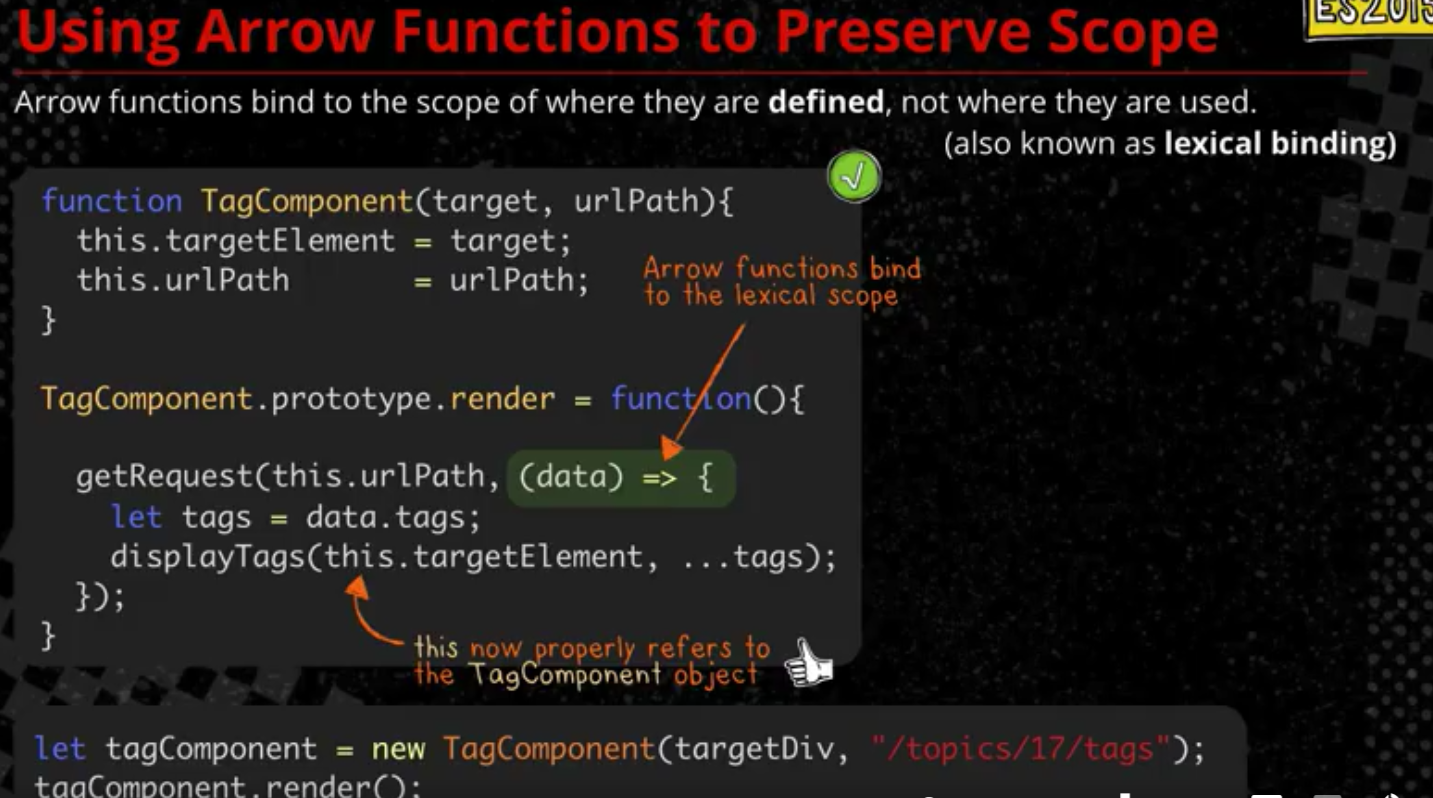 Using Arrow Functions to Preserve Scope
ES2015
Arrow functions bind to the scope of where they are defined, not where they are used.
(also known as lexical binding)
function TagComponent(target, urlPath){
  this.targetElement = target;
  this.urlPath       = urlPath;
}
Arrow functions bind
to the lexical scope
TagComponent.prototype.render = function(){
  getRequest(this.urlPath, (data) => {
    let tags = data.tags;
    displayTags(this.targetElement, ...tags);
  });
}
this now properly refers to
the TagComponent object
let tagComponent = new TagComponent(targetDiv, "/topics/17/tags");
tagComponent.render();